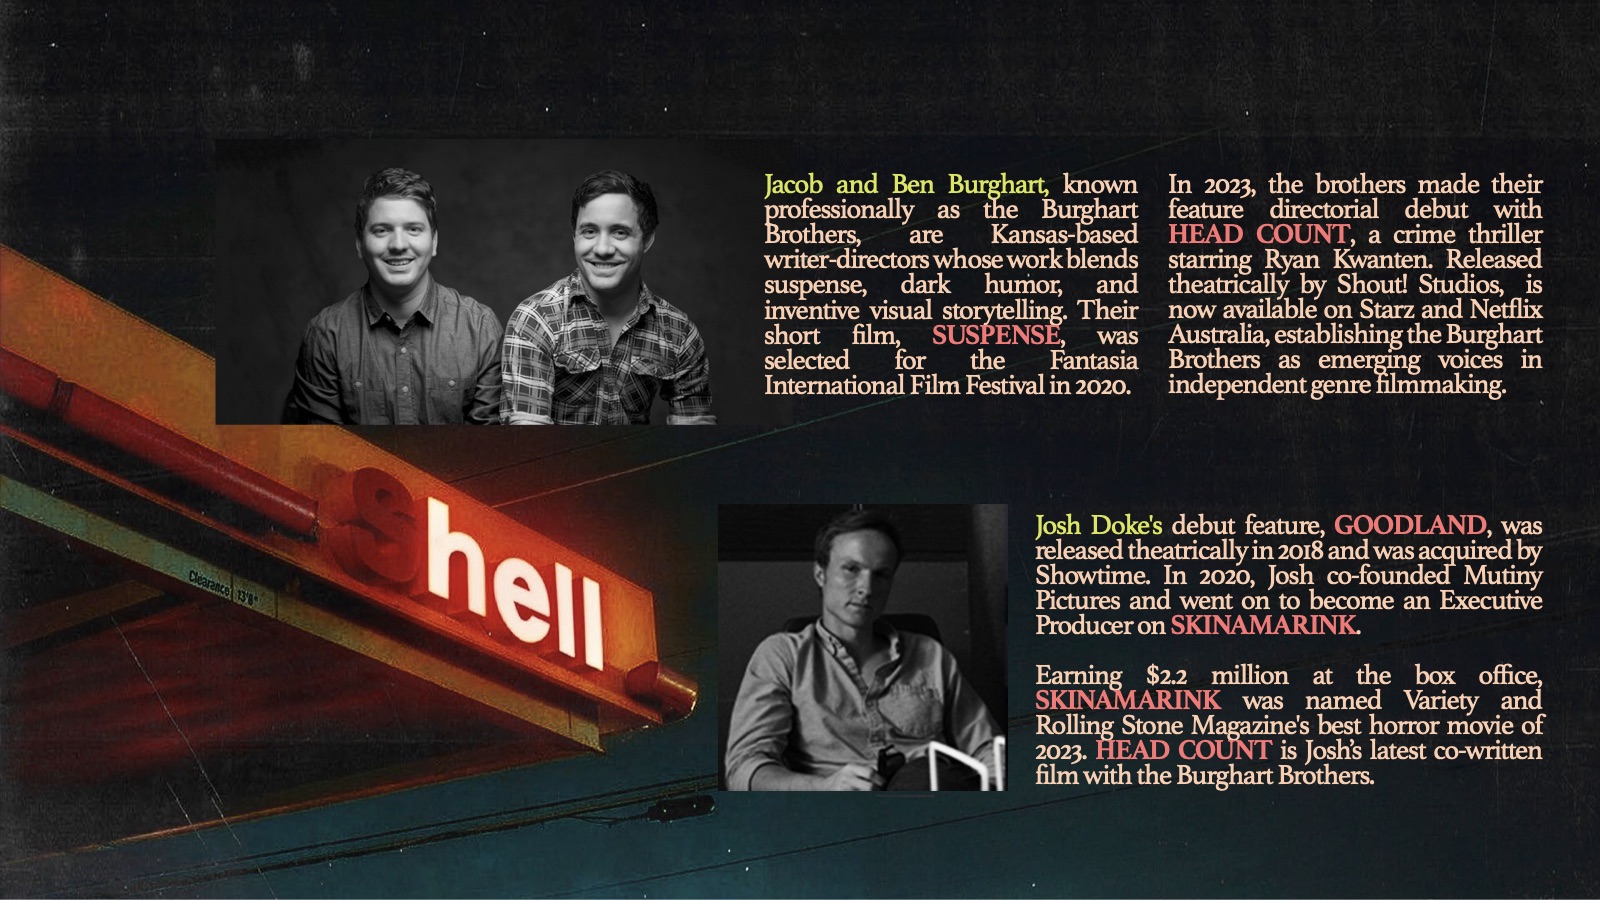 Jacob and Ben Burghart, known
professionally as the Burghart
Brothers, are Kansas-based
writer-directors whose work blends
suspense, dark humor, and
inventive visual storytelling. Their
short film, SUSPENSE, was
selected for the Fantasia
International Film Festival in 2020.
In 2023, the brothers made their
feature directorial debut with
HEAD COUNT, a crime thriller
starring Ryan Kwanten. Released
theatrically by Shout! Studios, is
now available on Starz and Netflix
Australia, establishing the Burghart
Brothers as emerging voices in
independent genre filmmaking.
Shell
Clearance 13'8"
Josh Doke's debut feature, GOODLAND, was
released theatrically in 2018 and was acquired by
Showtime. In 2020, Josh co-founded Mutiny
Pictures and went on to become an Executive
Producer on SKINAMARINK.
Earning $2.2 million at the box office,
SKINAMARINK was named Variety and
Rolling Stone Magazine's best horror movie of
2023. HEAD COUNT is Josh's latest co-written
film with the Burghart Brothers.